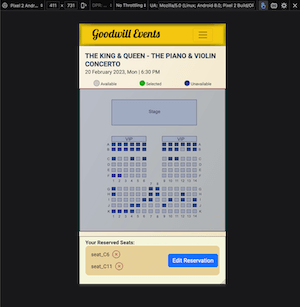 Pixel 2 Andr...
411
x
731
DPR:
No Throttling
UA: Mozilla/5.0 (Linux; Android 8.0; Pixel 2 Build/OP
Goodwill Events
THE KING & QUEEN - THE PIANO & VIOLIN
CONCERTO
20 February 2023, Mon | 6:30 PM
Available
Selected
Unavailable
Stage
VIP
VIP
Your Reserved Seats:
seat_C6
seat_C11
Edit Reservation